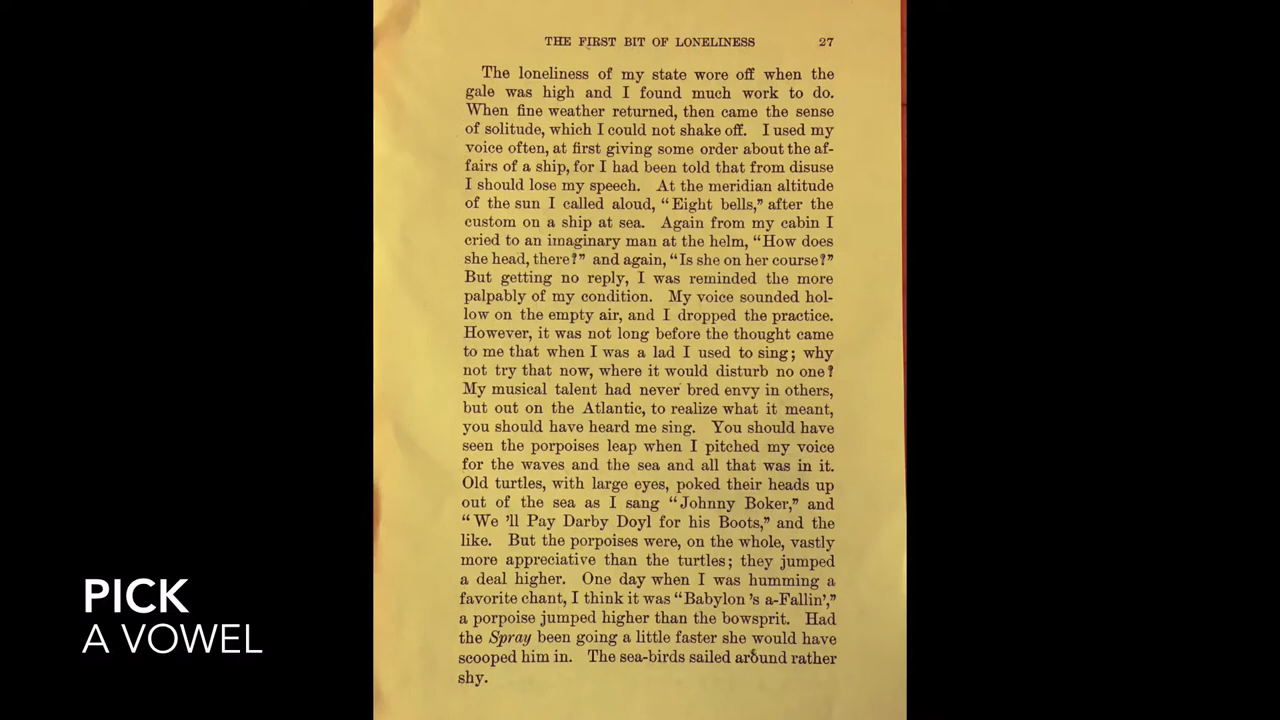 THE FIRST BIT OF LONELINESS 27
The loneliness of my state wore off when the
gale was high and I found much work to do.
When fine weather returned, then came the sense
of solitude, which I could not shake off. I used my
voice often, at first giving some order about the af-
fairs of a ship, for I had been told that from disuse
I should lose my speech. At the meridian altitude
of the sun I called aloud, “Eight bells,” after the
custom on a ship at sea. Again from my cabin I
cried to an imaginary man at the helm, “How does
she head, there?” and again, “Is she on her course?”
But getting no reply, I was reminded the more
palpably of my condition. My voice sounded hol-
low on the empty air, and I dropped the practice.
However, it was not long before the thought came
to me that when I was a lad I used to sing; why
not try that now, where it would disturb no one?
My musical talent had never bred envy in others,
but out on the Atlantic, to realize what it meant,
you should have heard me sing. You should have
seen the porpoises leap when I pitched my voice
for the waves and the sea and all that was in it.
Old turtles, with large eyes, poked their heads up
out of the sea as I sang “Johnny Boker,” and
“We ’ll Pay Darby Doyl for his Boots,” and the
like. But the porpoises were, on the whole, vastly
more appreciative than the turtles; they jumped
a deal higher. One day when I was humming a
favorite chant, I think it was “Babylon ’s a-Fallin’,”
a porpoise jumped higher than the bowsprit. Had
the Spray been going a little faster she would have
scooped him in. The sea-birds sailed around rather
shy.
PICK
A VOWEL